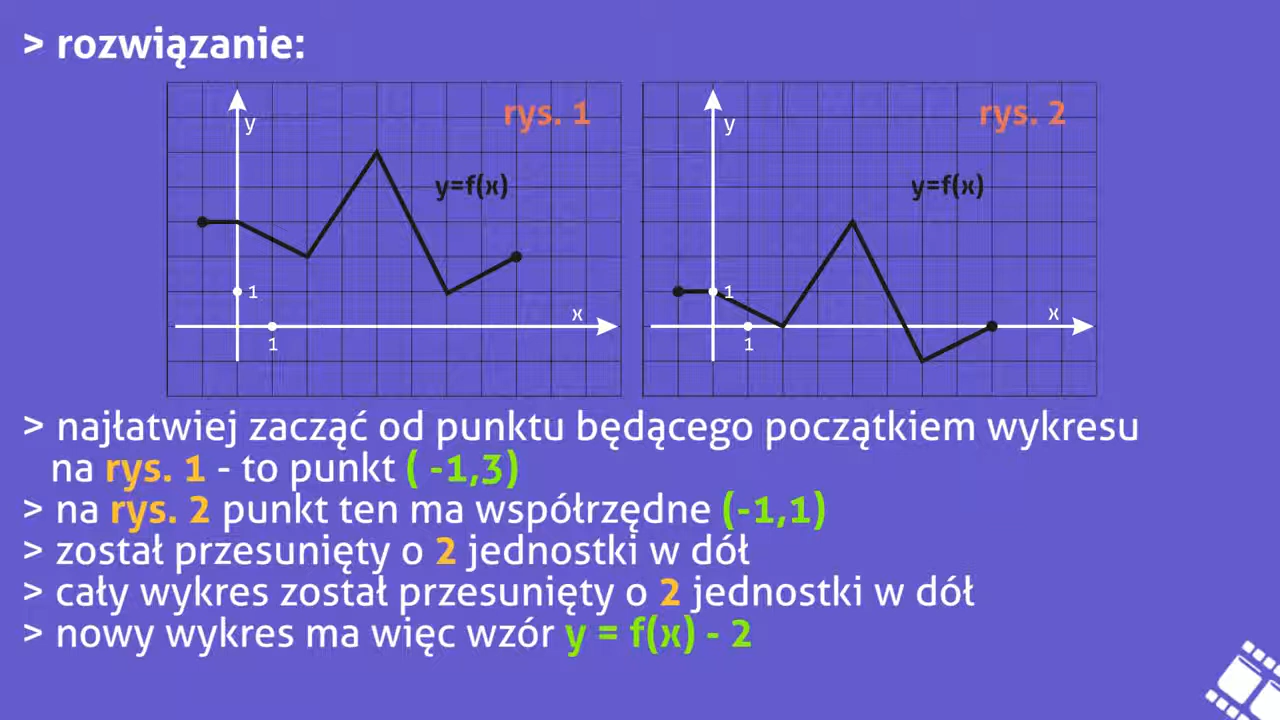 > rozwiązanie:
rys. 1
y
y=f(x)
1
x
1
rys. 2
y
y=f(x)
1
x
1
> najłatwiej zacząć od punktu będącego początkiem wykresu
na rys. 1 - to punkt ( -1,3)
> na rys. 2 punkt ten ma współrzędne (-1,1)
> został przesunięty o 2 jednostki w dół
> cały wykres został przesunięty o 2 jednostki w dół
> nowy wykres ma więc wzór y = f(x) - 2